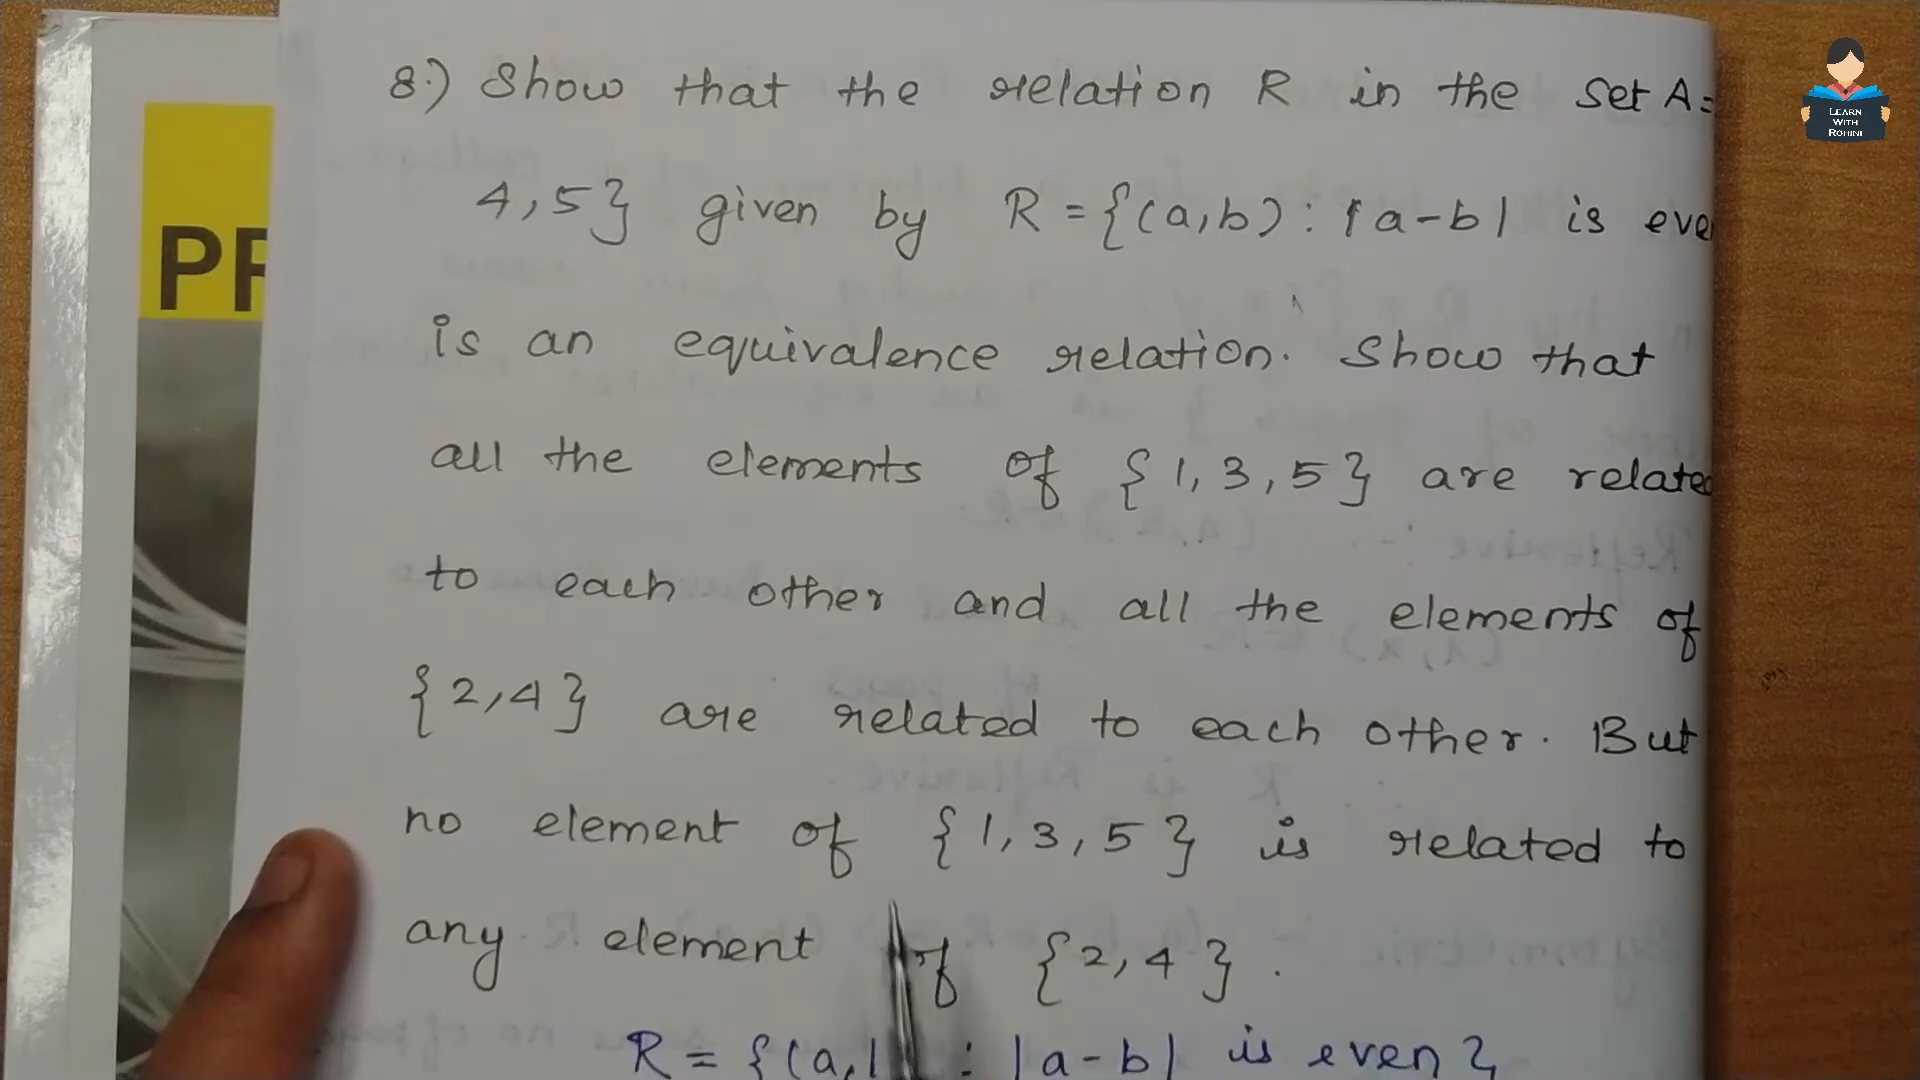 8.) Show that the relation R in the set A=
4,5} given by R = {(a,b) : |a-b| is eve
is an equivalence relation. Show that
all the elements of {1,3,5} are related
to each other and all the elements of
{2,4} are related to each other. But
no element of {1,3,5} is related to
any element of {2,4}.
R = {(a, : |a-b| is even}
PR
LEARN
WITH
ROHINI